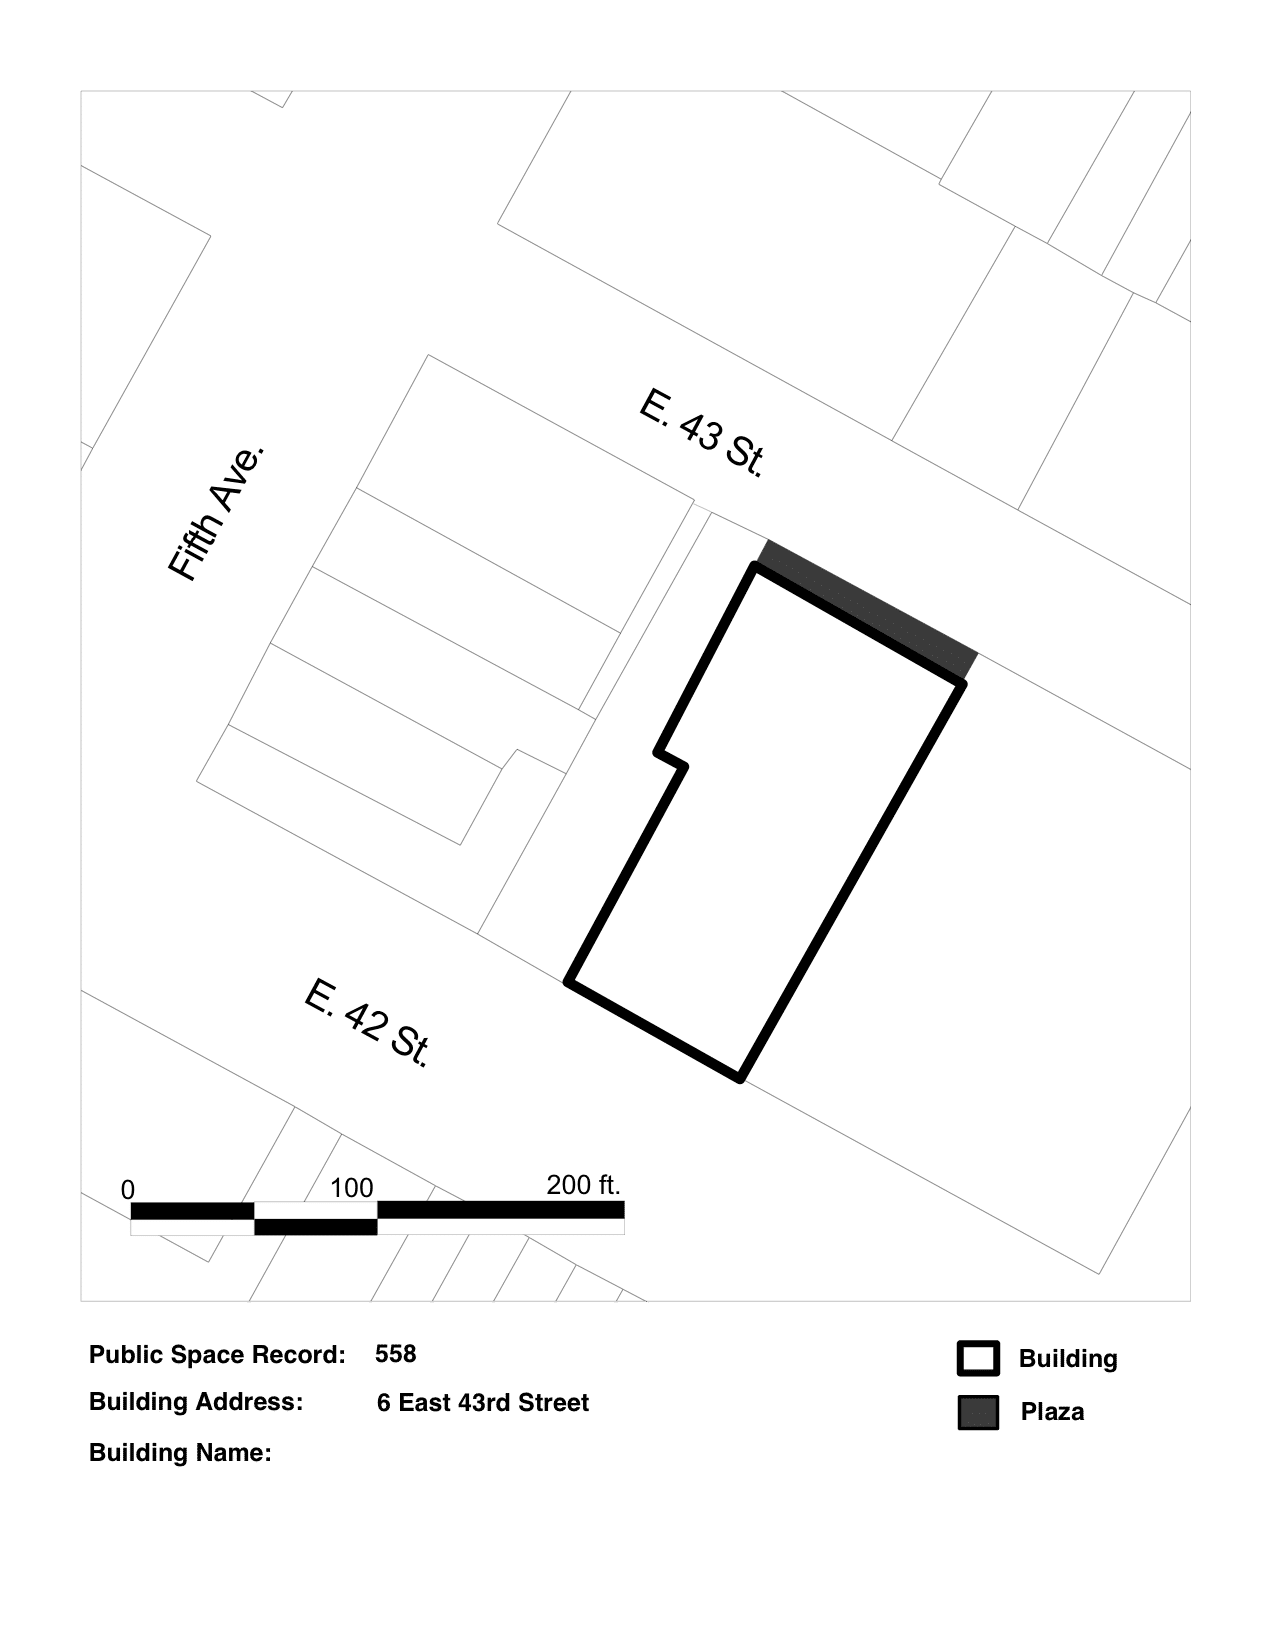 E. 43 St.
Fifth Ave.
E. 42 St.
0 100 200 ft.
Public Space Record: 558
Building Address: 6 East 43rd Street
Building Name:
Building
Plaza